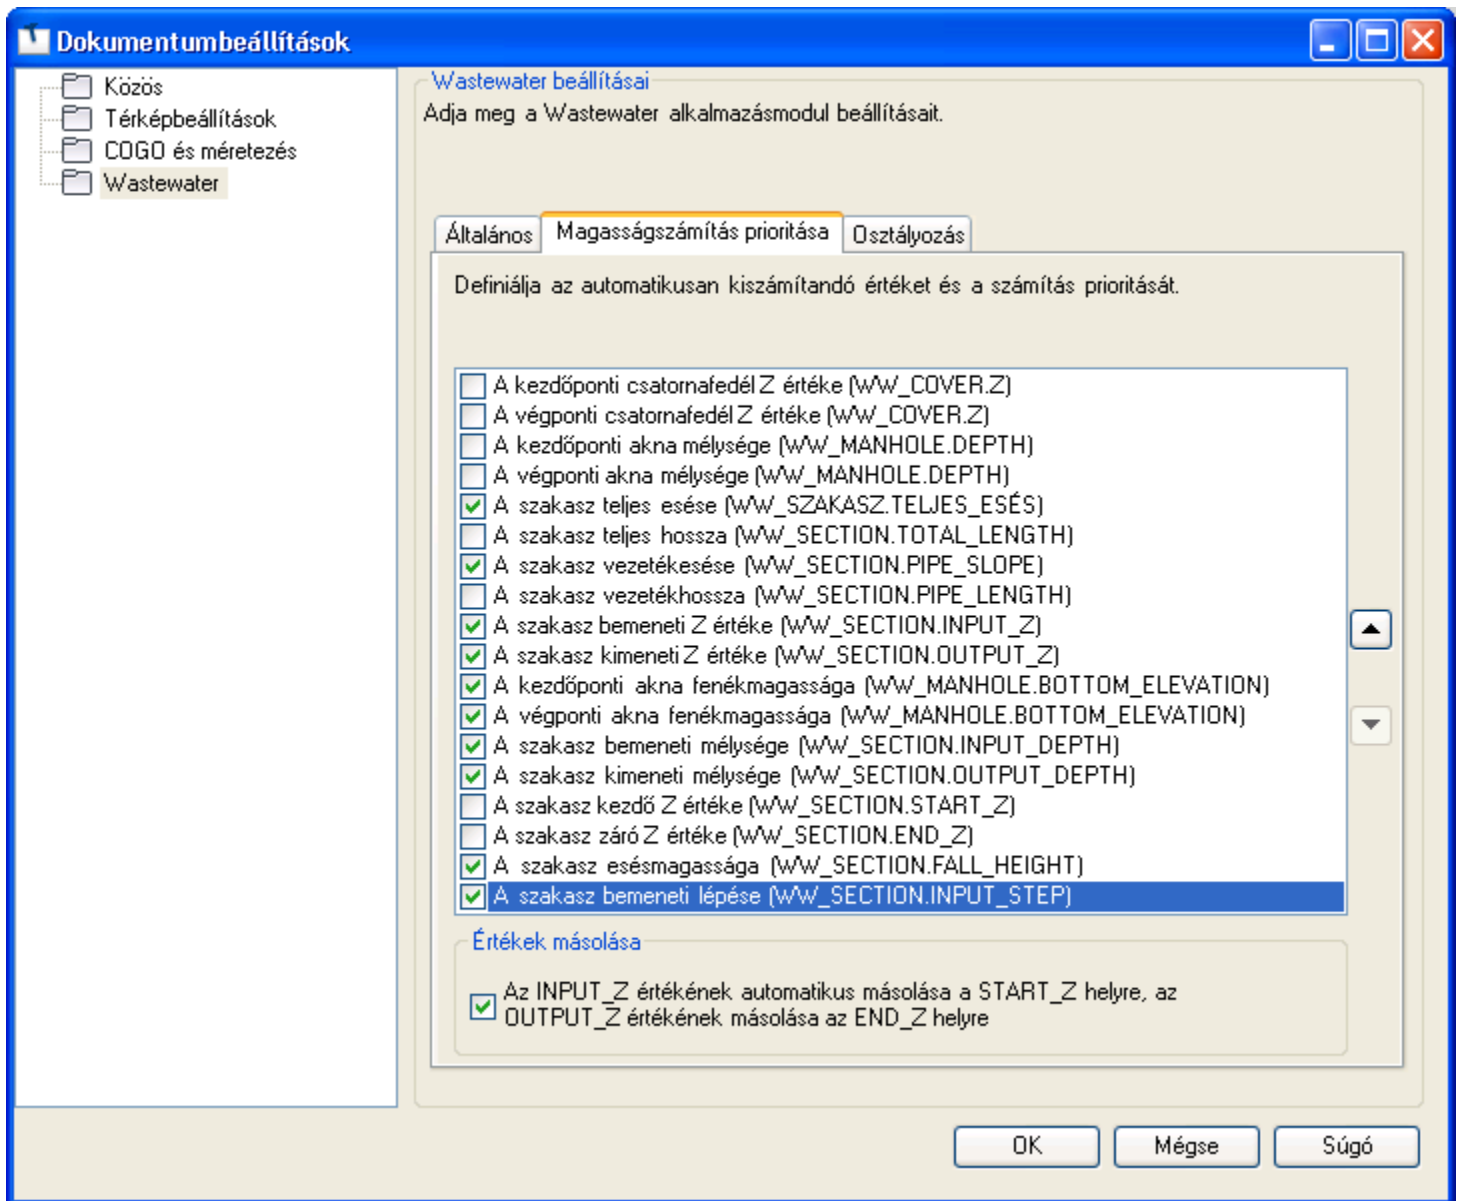 Dokumentumbeállítások
Közös
Térképbeállítások
COGO és méretezés
Wastewater
Wastewater beállításai
Adja meg a Wastewater alkalmazásmodul beállításait.
Általános
Magasságszámítás prioritása
Osztályozás
Definiálja az automatikusan kiszámítandó értéket és a számítás prioritását.
A kezdőponti csatornafedél Z értéke (WW_COVER.Z)
A végponti csatornafedél Z értéke (WW_COVER.Z)
A kezdőponti akna mélysége (WW_MANHOLE.DEPTH)
A végponti akna mélysége (WW_MANHOLE.DEPTH)
A szakasz teljes esése (WW_SZAKASZ.TELJES_ESÉS)
A szakasz teljes hossza (WW_SECTION.TOTAL_LENGTH)
A szakasz vezetékesése (WW_SECTION.PIPE_SLOPE)
A szakasz vezetékhossza (WW_SECTION.PIPE_LENGTH)
A szakasz bemeneti Z értéke (WW_SECTION.INPUT_Z)
A szakasz kimeneti Z értéke (WW_SECTION.OUTPUT_Z)
A kezdőponti akna fenékmagassága (WW_MANHOLE.BOTTOM_ELEVATION)
A végponti akna fenékmagassága (WW_MANHOLE.BOTTOM_ELEVATION)
A szakasz bemeneti mélysége (WW_SECTION.INPUT_DEPTH)
A szakasz kimeneti mélysége (WW_SECTION.OUTPUT_DEPTH)
A szakasz kezdő Z értéke (WW_SECTION.START_Z)
A szakasz záró Z értéke (WW_SECTION.END_Z)
A szakasz esésmagassága (WW_SECTION.FALL_HEIGHT)
A szakasz bemeneti lépése (WW_SECTION.INPUT_STEP)
Értékek másolása
Az INPUT_Z értékének automatikus másolása a START_Z helyre, az
OUTPUT_Z értékének másolása az END_Z helyre
OK
Mégse
Súgó